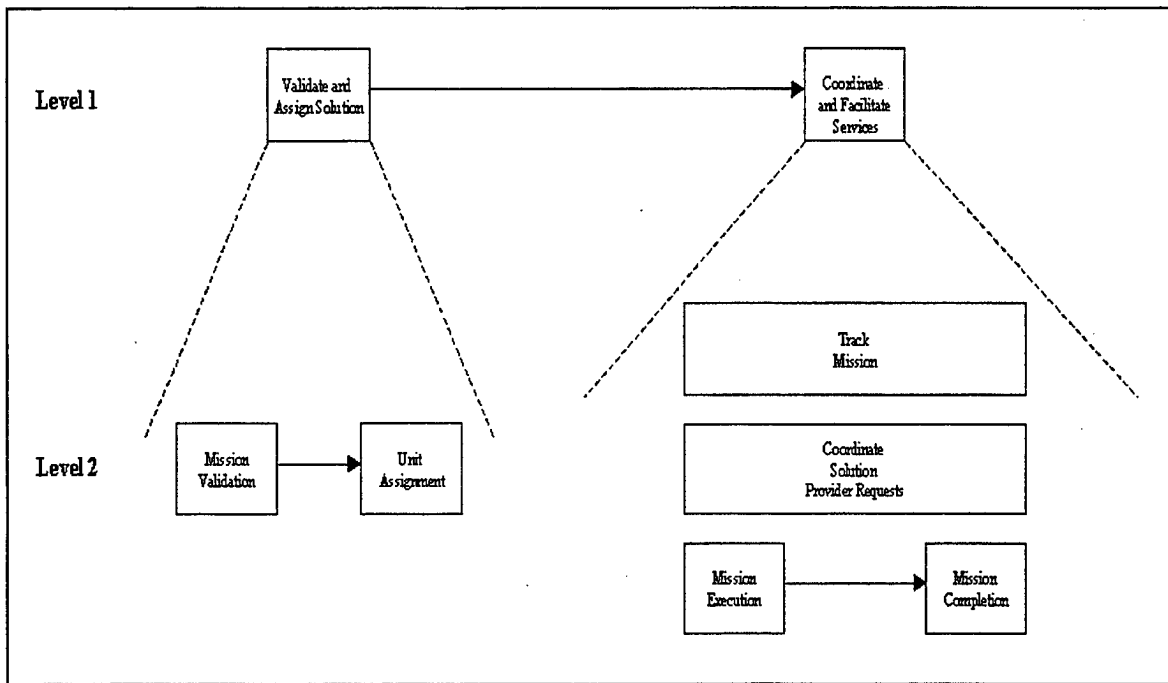 Level 1
Validate and
Assign Solution
Coordinate
and Facilitate
Services
Track
Mission
Level 2
Mission
Validation
Unit
Assignment
Coordinate
Solution
Provider Requests
Mission
Execution
Mission
Completion